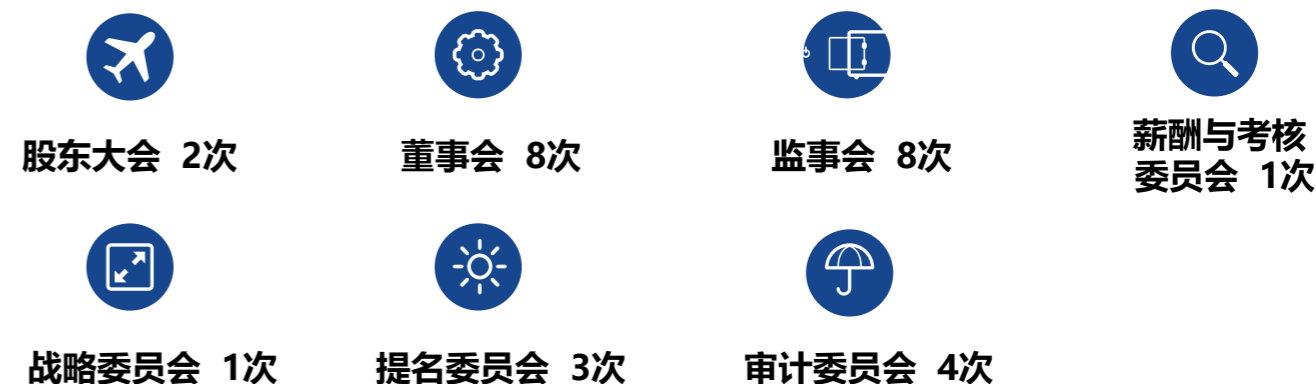 股东大会 2次
董事会 8次
监事会 8次
薪酬与考核
委员会 1次
战略委员会 1次
提名委员会 3次
审计委员会 4次